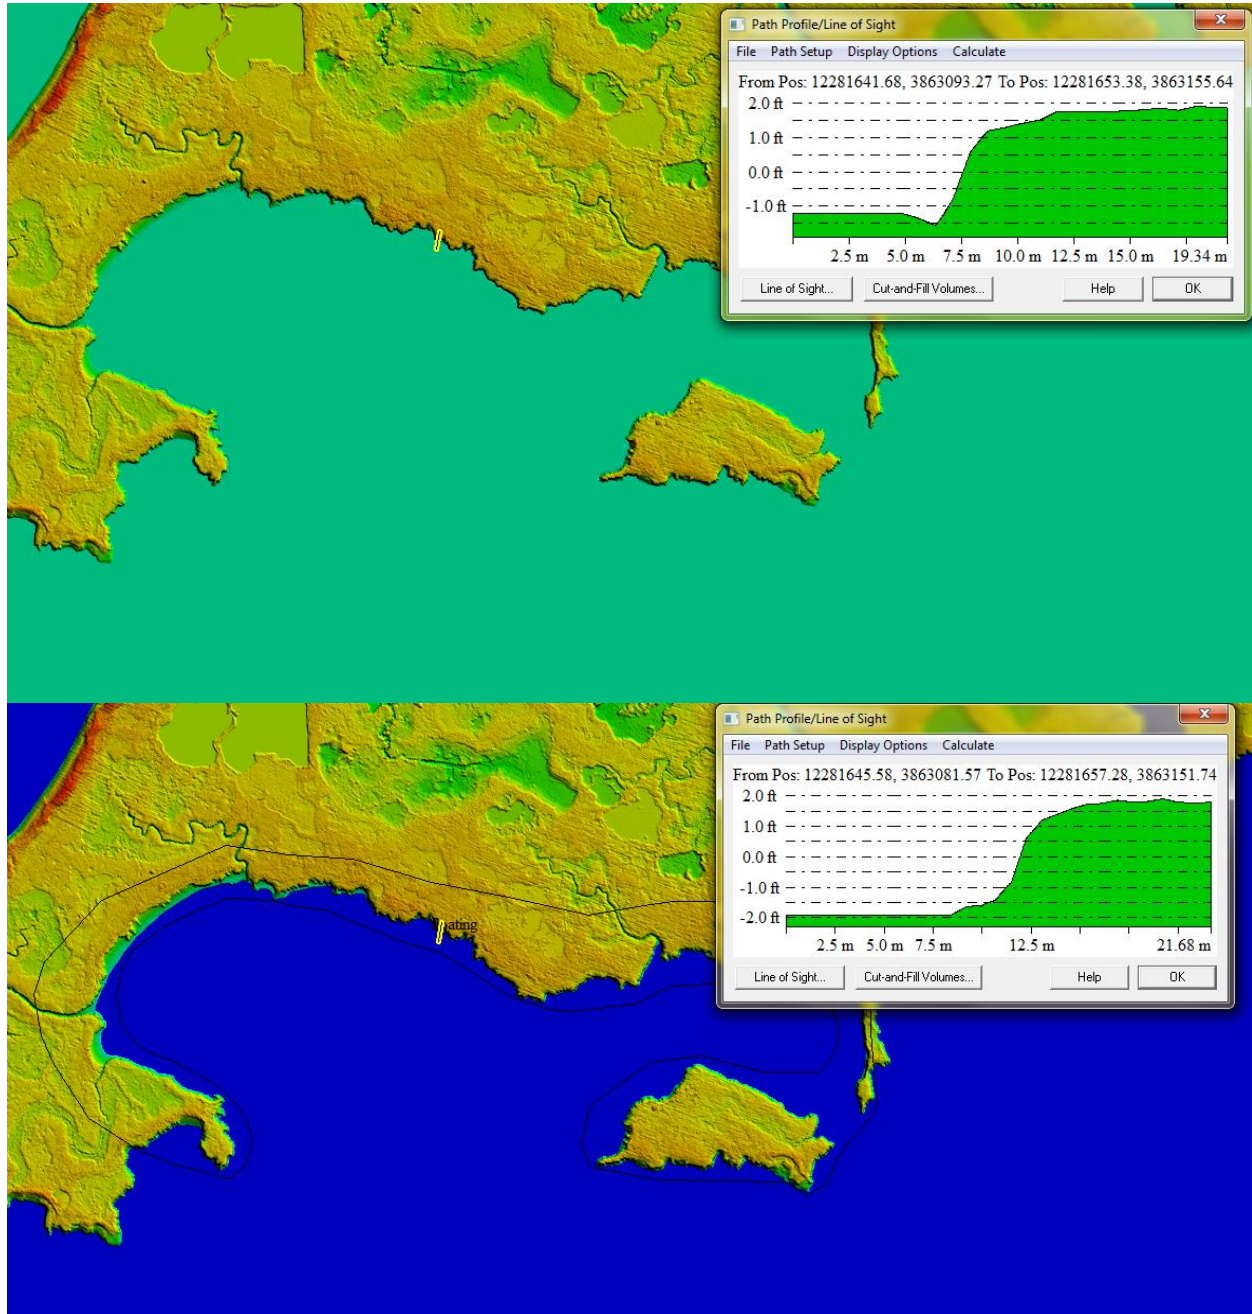 Path Profile/Line of Sight
File Path Setup Display Options Calculate
From Pos: 12281641.68, 3863093.27 To Pos: 12281653.38, 3863155.64
2.0 ft
1.0 ft
0.0 ft
-1.0 ft
2.5 m 5.0 m 7.5 m 10.0 m 12.5 m 15.0 m 19.34 m
Line of Sight... Cut-and-Fill Volumes... Help OK
Path Profile/Line of Sight
File Path Setup Display Options Calculate
From Pos: 12281645.58, 3863081.57 To Pos: 12281657.28, 3863151.74
2.0 ft
1.0 ft
0.0 ft
-1.0 ft
-2.0 ft
2.5 m 5.0 m 7.5 m 12.5 m 21.68 m
Line of Sight... Cut-and-Fill Volumes... Help OK
ating